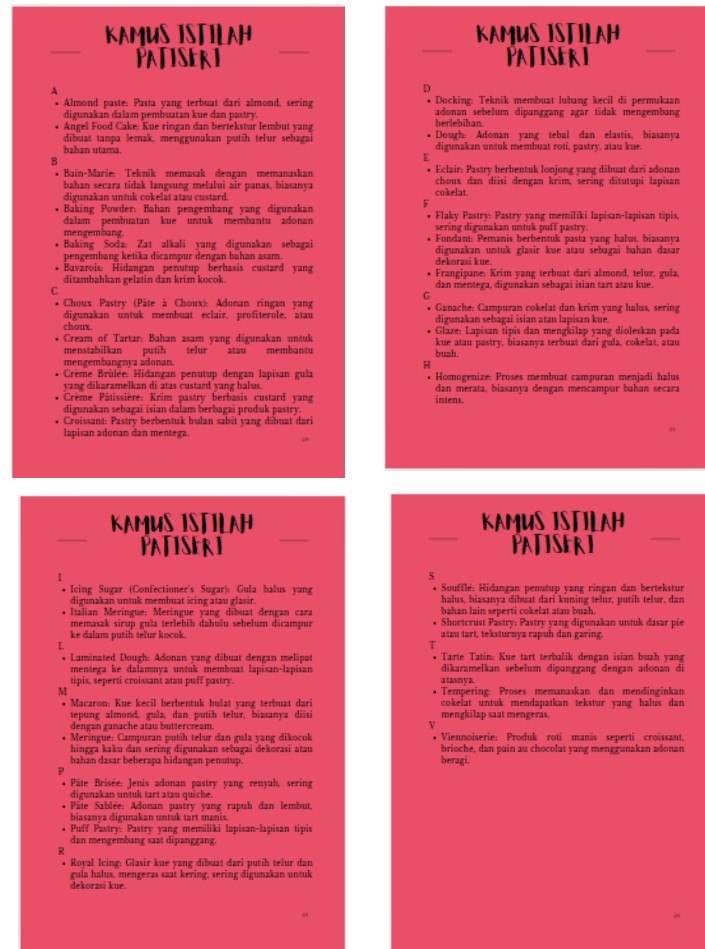 KAMUS ISTILAH
PATISERI
A
• Almond paste: Pasta yang terbuat dari almond, sering
digunakan dalam pembuatan kue dan pastry.
• Angel Food Cake: Kue ringan dan bertekstur lembut yang
dibuat tanpa lemak, menggunakan putih telur sebagai
bahan utama.
B
• Bain-Marie: Teknik memasak dengan memanaskan
bahan secara tidak langsung melalui air panas, biasanya
digunakan untuk cokelat atau custard.
• Baking Powder: Bahan pengembang yang digunakan
dalam pembuatan kue untuk membantu adonan
mengembang.
• Baking Soda: Zat alkali yang digunakan sebagai
pengembang ketika dicampur dengan bahan asam.
• Bavarois: Hidangan penutup berbasis custard yang
ditambahkan gelatin dan krim kocok.
C
• Choux Pastry (Pâte à Choux): Adonan ringan yang
digunakan untuk membuat eclair, profiterole, atau
choux.
• Cream of Tartar: Bahan asam yang digunakan untuk
menstabilkan putih telur atau membantu
mengembangnya adonan.
• Crème Brûlée: Hidangan penutup dengan lapisan gula
yang dikaramelkan di atas custard yang halus.
• Crème Pâtissière: Krim pastry berbasis custard yang
digunakan sebagai isian dalam berbagai produk pastry.
• Croissant: Pastry berbentuk bulan sabit yang dibuat dari
lapisan adonan dan mentega.
KAMUS ISTILAH
PATISERI
D
• Docking: Teknik membuat lubang kecil di permukaan
adonan sebelum dipanggang agar tidak mengembang
berlebihan.
• Dough: Adonan yang tebal dan elastis, biasanya
digunakan untuk membuat roti, pastry, atau kue.
E
• Eclair: Pastry berbentuk lonjong yang dibuat dari adonan
choux dan diisi dengan krim, sering ditutupi lapisan
cokelat.
F
• Flaky Pastry: Pastry yang memiliki lapisan-lapisan tipis,
sering digunakan untuk puff pastry.
• Fondant: Pemanis berbentuk pasta yang halus, biasanya
digunakan untuk glasir kue atau sebagai bahan dasar
dekorasi kue.
• Frangipane: Krim yang terbuat dari almond, telur, gula,
dan mentega, digunakan sebagai isian tart atau kue.
G
• Ganache: Campuran cokelat dan krim yang halus, sering
digunakan sebagai isian atau lapisan kue.
• Glaze: Lapisan tipis dan mengkilap yang dioleskan pada
kue atau pastry, biasanya terbuat dari gula, cokelat, atau
buah.
H
• Homogenize: Proses membuat campuran menjadi halus
dan merata, biasanya dengan mencampur bahan secara
intens.
KAMUS ISTILAH
PATISERI
I
• Icing Sugar (Confectioner's Sugar): Gula halus yang
digunakan untuk membuat icing atau glasir.
• Italian Meringue: Meringue yang dibuat dengan cara
memasak sirup gula terlebih dahulu sebelum dicampur
ke dalam putih telur kocok.
L
• Laminated Dough: Adonan yang dibuat dengan melipat
mentega ke dalamnya untuk membuat lapisan-lapisan
tipis, seperti croissant atau puff pastry.
M
• Macaron: Kue kecil berbentuk bulat yang terbuat dari
tepung almond, gula, dan putih telur, biasanya diisi
dengan ganache atau buttercream.
• Meringue: Campuran putih telur dan gula yang dikocok
hingga kaku dan sering digunakan sebagai dekorasi atau
bahan dasar beberapa hidangan penutup.
P
• Pâte Brisée: Jenis adonan pastry yang renyah, sering
digunakan untuk tart atau quiche.
• Pâte Sablée: Adonan pastry yang rapuh dan lembut,
biasanya digunakan untuk tart manis.
• Puff Pastry: Pastry yang memiliki lapisan-lapisan tipis
dan mengembang saat dipanggang.
R
• Royal Icing: Glasir kue yang dibuat dari putih telur dan
gula halus, mengeras saat kering, sering digunakan untuk
dekorasi kue.
KAMUS ISTILAH
PATISERI
S
• Soufflé: Hidangan penutup yang ringan dan bertekstur
halus, biasanya dibuat dari kuning telur, putih telur, dan
bahan lain seperti cokelat atau buah.
• Shortcrust Pastry: Pastry yang digunakan untuk dasar pie
atau tart, teksturnya rapuh dan garing.
T
• Tarte Tatin: Kue tart terbalik dengan isian buah yang
dikaramelkan sebelum dipanggang dengan adonan di
atasnya.
• Tempering: Proses memanaskan dan mendinginkan
cokelat untuk mendapatkan tekstur yang halus dan
mengkilap saat mengeras.
V
• Viennoiserie: Produk roti manis seperti croissant,
brioche, dan pain au chocolat yang menggunakan adonan
beragi.